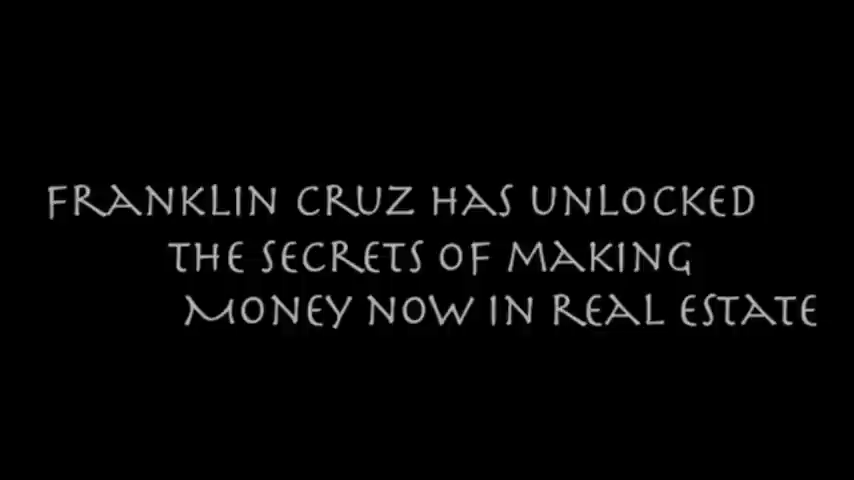 Franklin Cruz has unlocked
the secrets of making
Money now in real estate